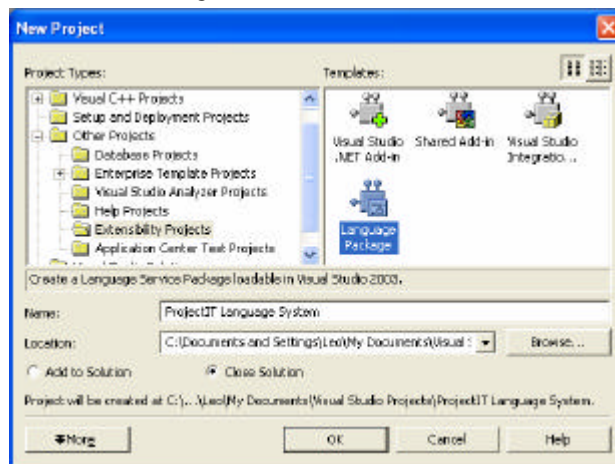 New Project
Project Types:
Templates:
Visual C++ Projects
Setup and Deployment Projects
Other Projects
Database Projects
Enterprise Template Projects
Visual Studio Analyzer Projects
Help Projects
Extensibility Projects
Application Center Test Projects
Visual Studio .NET Add-in
Shared Add-in
Visual Studio Integratio...
Language Package
Create a Language Service Package loadable in Visual Studio 2003.
Name:
ProjectIT Language System
Location:
C:\Documents and Settings\Leo\My Documents\Visual S
Browse...
Add to Solution
Close Solution
Project will be created at C:\...\Leo\My Documents\Visual Studio Projects\ProjectIT Language System.
More
OK
Cancel
Help